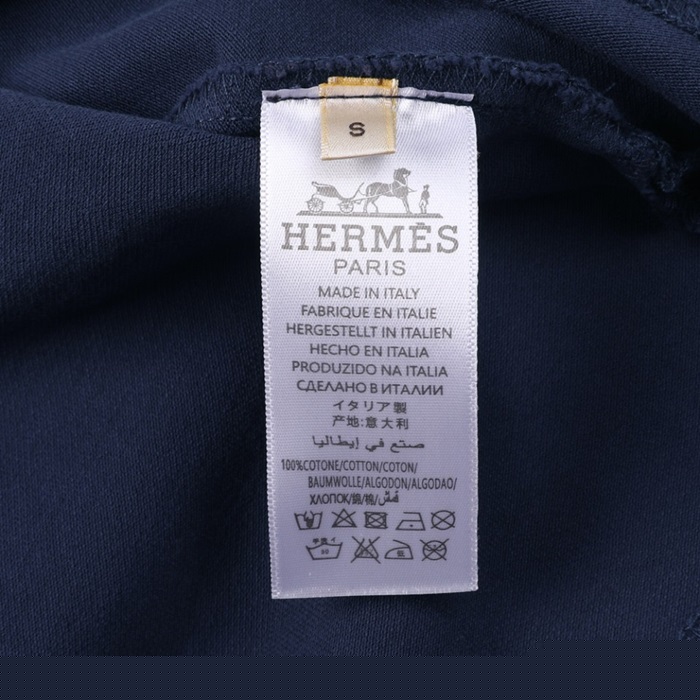 S
HERMÈS
PARIS
MADE IN ITALY
FABRIQUE EN ITALIE
HERGESTELLT IN ITALIEN
HECHO EN ITALIA
PRODUZIDO NA ITALIA
СДЕЛАНО В ИТАЛИИ
イタリア製
产地:意大利
صنع في إيطاليا
100%COTONE/COTTON/COTON/
BAUMWOLLE/ALGODON/ALGODAO/
ХЛОПОК/綿/棉/